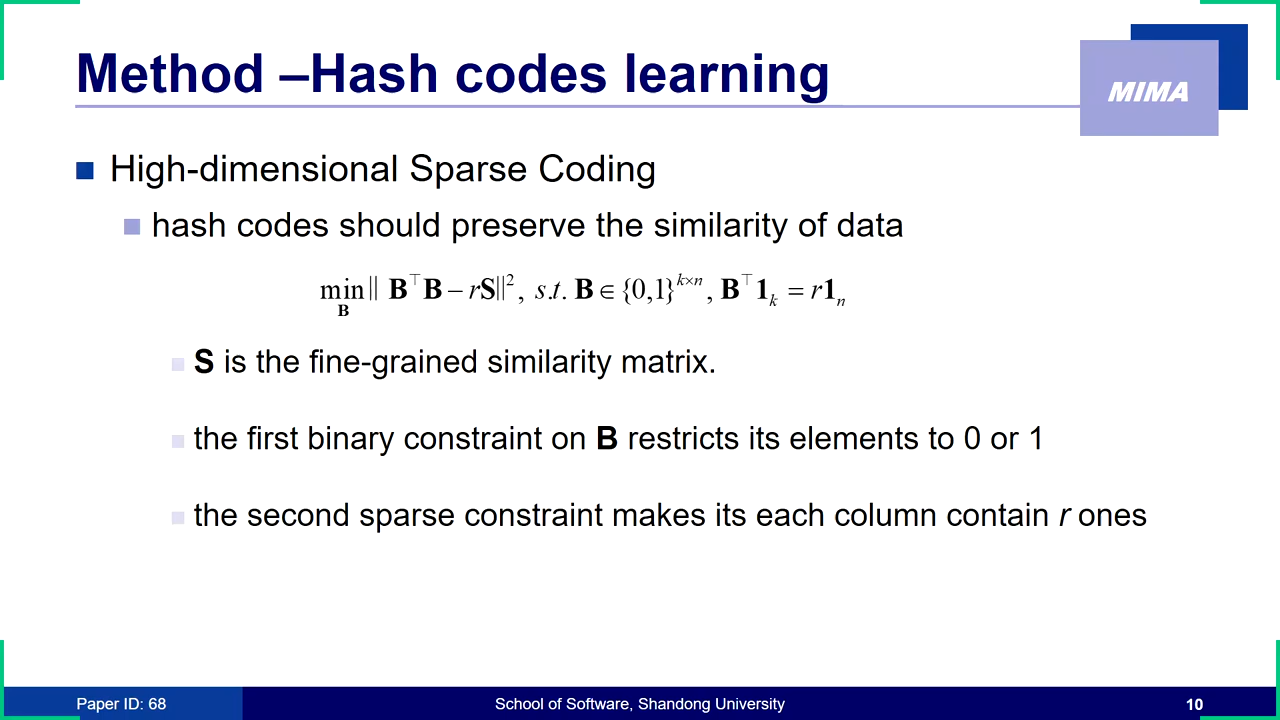 Method –Hash codes learning
MIMA
High-dimensional Sparse Coding
hash codes should preserve the similarity of data
min_B || B^⊤B − rS||^2, s.t. B ∈ {0,1}^{k×n}, B^⊤1_k = r1_n
S is the fine-grained similarity matrix.
the first binary constraint on B restricts its elements to 0 or 1
the second sparse constraint makes its each column contain r ones
Paper ID: 68
School of Software, Shandong University
10